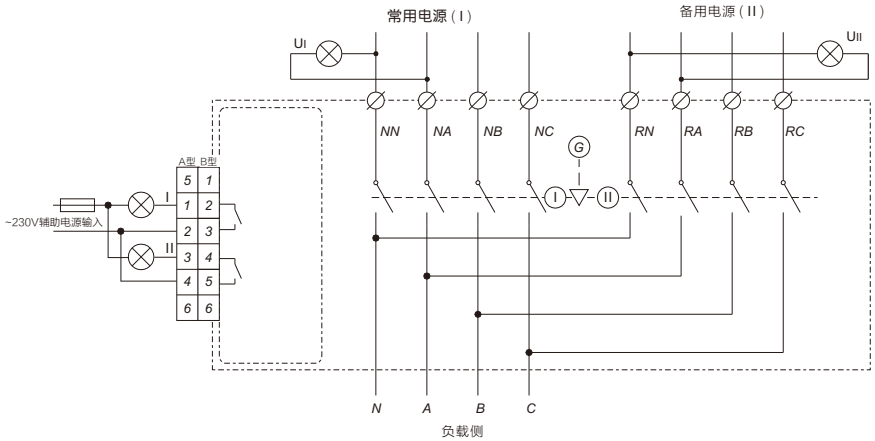 常用电源 ( I )
备用电源 ( II )
UI
UII
NN NA NB NC RN RA RB RC
G
A型 B型
5 1
I 1 2
~230V辅助电源输入
2 3
II 3 4
4 5
6 6
I II
N A B C
负载侧